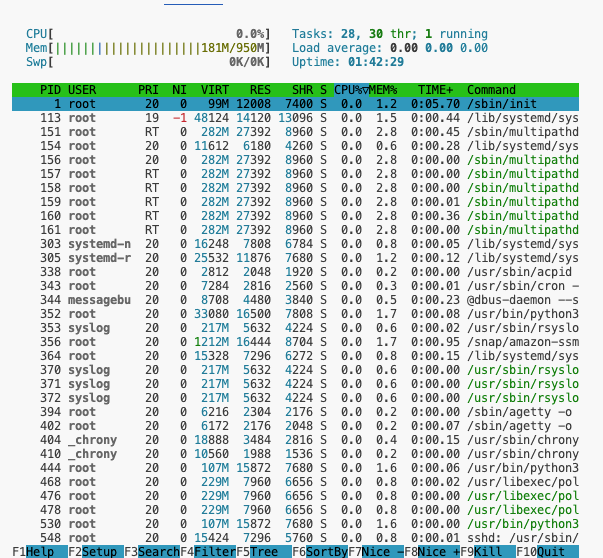 CPU[ 0.0%] Tasks: 28, 30 thr; 1 running
Mem[|||||||||||||||||||||181M/950M] Load average: 0.00 0.00 0.00
Swp[ 0K/0K] Uptime: 01:42:29
PID USER PRI NI VIRT RES SHR S CPU%▽MEM% TIME+ Command
1 root 20 0 99M 12008 7400 S 0.0 1.2 0:05.70 /sbin/init
113 root 19 -1 48124 14120 13096 S 0.0 1.5 0:00.44 /lib/systemd/sys
151 root RT 0 282M 27392 8960 S 0.0 2.8 0:00.45 /sbin/multipathd
154 root 20 0 11612 6180 4260 S 0.0 0.6 0:00.28 /lib/systemd/sys
156 root 20 0 282M 27392 8960 S 0.0 2.8 0:00.00 /sbin/multipathd
157 root RT 0 282M 27392 8960 S 0.0 2.8 0:00.00 /sbin/multipathd
158 root RT 0 282M 27392 8960 S 0.0 2.8 0:00.00 /sbin/multipathd
159 root RT 0 282M 27392 8960 S 0.0 2.8 0:00.01 /sbin/multipathd
160 root RT 0 282M 27392 8960 S 0.0 2.8 0:00.36 /sbin/multipathd
161 root RT 0 282M 27392 8960 S 0.0 2.8 0:00.00 /sbin/multipathd
303 systemd-n 20 0 16248 7808 6784 S 0.0 0.8 0:00.05 /lib/systemd/sys
305 systemd-r 20 0 25532 11876 7680 S 0.0 1.2 0:00.12 /lib/systemd/sys
338 root 20 0 2812 2048 1920 S 0.0 0.2 0:00.00 /usr/sbin/acpid
343 root 20 0 7284 2816 2560 S 0.0 0.3 0:00.01 /usr/sbin/cron -
344 messagebu 20 0 8708 4480 3840 S 0.0 0.5 0:00.23 @dbus-daemon --s
352 root 20 0 33080 16500 7808 S 0.0 1.7 0:00.08 /usr/bin/python3
353 syslog 20 0 217M 5632 4224 S 0.0 0.6 0:00.02 /usr/sbin/rsyslo
356 root 20 0 1212M 16444 8704 S 0.0 1.7 0:00.95 /snap/amazon-ssm
364 root 20 0 15328 7296 6272 S 0.0 0.8 0:00.15 /lib/systemd/sys
370 syslog 20 0 217M 5632 4224 S 0.0 0.6 0:00.00 /usr/sbin/rsyslo
371 syslog 20 0 217M 5632 4224 S 0.0 0.6 0:00.00 /usr/sbin/rsyslo
372 syslog 20 0 217M 5632 4224 S 0.0 0.6 0:00.00 /usr/sbin/rsyslo
394 root 20 0 6216 2304 2176 S 0.0 0.2 0:00.00 /sbin/agetty -o
402 root 20 0 6172 2176 2048 S 0.0 0.2 0:00.07 /sbin/agetty -o
404 _chrony 20 0 18888 3484 2816 S 0.0 0.4 0:00.15 /usr/sbin/chrony
410 _chrony 20 0 10560 1988 1536 S 0.0 0.2 0:00.00 /usr/sbin/chrony
444 root 20 0 107M 15872 7680 S 0.0 1.6 0:00.06 /usr/bin/python3
468 root 20 0 229M 7960 6656 S 0.0 0.8 0:00.02 /usr/libexec/pol
476 root 20 0 229M 7960 6656 S 0.0 0.8 0:00.00 /usr/libexec/pol
478 root 20 0 229M 7960 6656 S 0.0 0.8 0:00.00 /usr/libexec/pol
530 root 20 0 107M 15872 7680 S 0.0 1.6 0:00.00 /usr/bin/python3
548 root 20 0 15424 7296 5760 S 0.0 0.8 0:00.01 sshd: /usr/sbin/
F1Help F2Setup F3SearchF4FilterF5Tree F6SortByF7Nice -F8Nice +F9Kill F10Quit